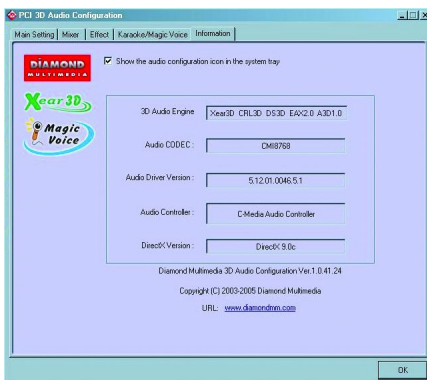 PCI 3D Audio Configuration
Main Setting Mixer Effect Karaoke/Magic Voice Information
DIAMOND
MULTIMEDIA
Show the audio configuration icon in the system tray
Xear 3D
Magic
Voice
3D Audio Engine Xear3D CRL3D DS3D EAX2.0 A3D1.0
Audio CODEC : CMI8768
Audio Driver Version : 5.12.01.0046.5.1
Audio Controller : C-Media Audio Controller
DirectX Version : DirectX 9.0c
Diamond Multimedia 3D Audio Configuration Ver.1.0.41.24
Copyright (C) 2003-2005 Diamond Multimedia
URL: www.diamondmm.com
OK